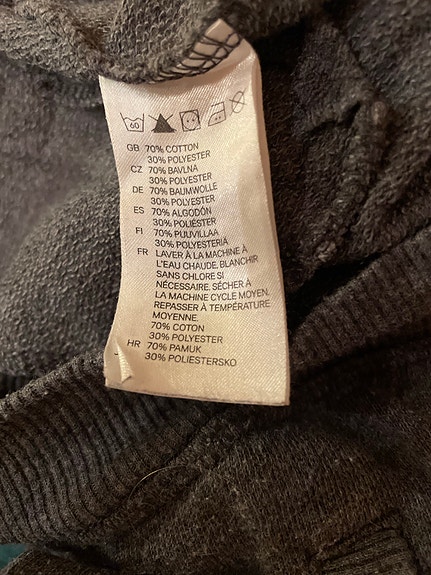 60
GB 70% COTTON
30% POLYESTER
CZ 70% BAVLNA
30% POLYESTER
DE 70% BAUMWOLLE
30% POLYESTER
ES 70% ALGODÓN
30% POLIÉSTER
FI 70% PUUVILLAA
30% POLYESTERIA
FR LAVER À LA MACHINE À
L'EAU CHAUDE, BLANCHIR
SANS CHLORE SI
NÉCESSAIRE. SÉCHER À
LA MACHINE CYCLE MOYEN.
REPASSER À TEMPÉRATURE
MOYENNE.
70% COTON
30% POLYESTER
HR 70% PAMUK
30% POLIESTERSKO